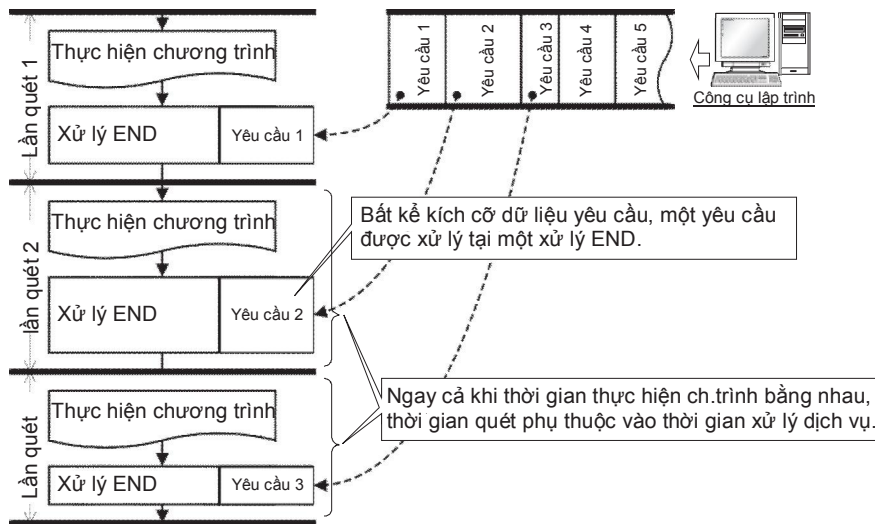 Lần quét 1
Thực hiện chương trình
Xử lý END
Yêu cầu 1
Yêu cầu 1
Yêu cầu 2
Yêu cầu 3
Yêu cầu 4
Yêu cầu 5
Công cụ lập trình
lần quét 2
Thực hiện chương trình
Xử lý END
Yêu cầu 2
Bất kể kích cỡ dữ liệu yêu cầu, một yêu cầu
được xử lý tại một xử lý END.
Lần quét
Thực hiện chương trình
Xử lý END
Yêu cầu 3
Ngay cả khi thời gian thực hiện ch.trình bằng nhau,
thời gian quét phụ thuộc vào thời gian xử lý dịch vụ.